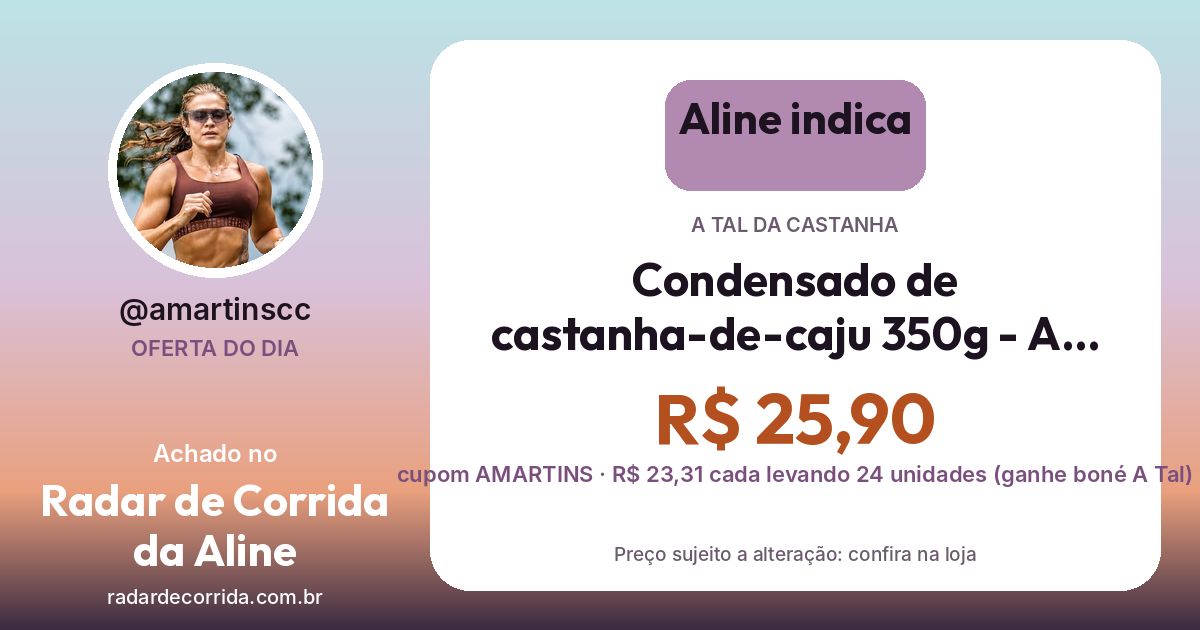 @amartinscc
OFERTA DO DIA
Achado no
Radar de Corrida
da Aline
radardecorrida.com.br
Aline indica
A TAL DA CASTANHA
Condensado de
castanha-de-caju 350g - A...
R$ 25,90
cupom AMARTINS · R$ 23,31 cada levando 24 unidades (ganhe boné A Tal)
Preço sujeito a alteração: confira na loja